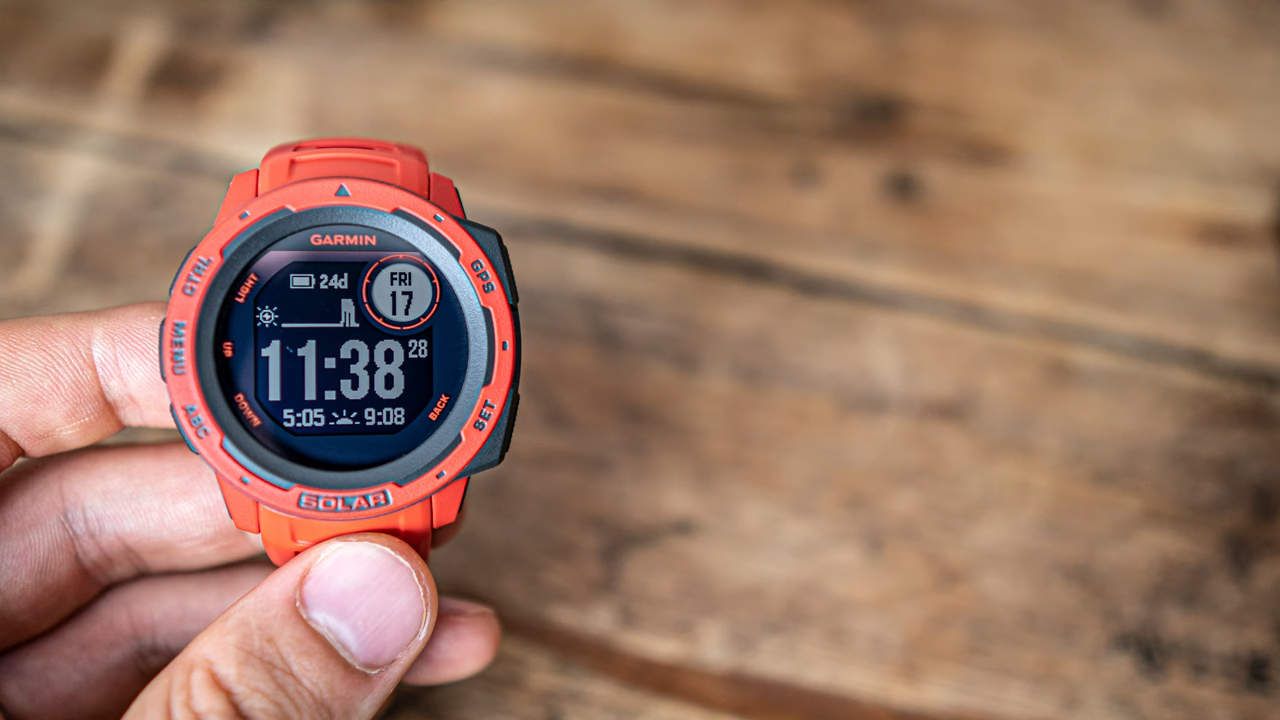 GARMIN
CTRL
LIGHT
GPS
24d
FRI
17
MENU
UP
11:38 28
5:05 9:08
ABC
DOWN
BACK
SET
SOLAR